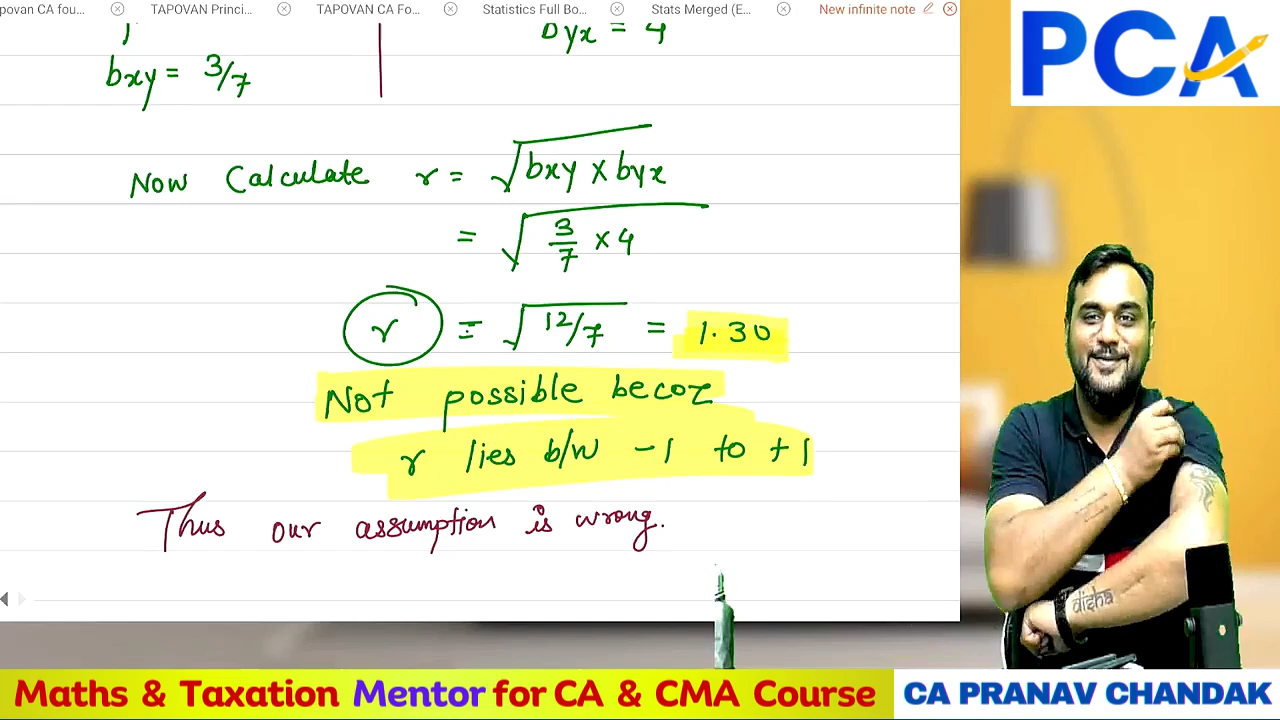 povan CA fou...
TAPOVAN Princi...
TAPOVAN CA Fo...
Statistics Full Bo...
Stats Merged (E...
New infinite note
PCA
byx = 4
bxy = 3/7
Now Calculate r = √bxy × byx
= √3/7 × 4
r = √12/7 = 1.30
Not possible becoz
r lies b/w -1 to +1
Thus our assumption is wrong.
disha
Maths & Taxation Mentor for CA & CMA Course
CA PRANAV CHANDAK